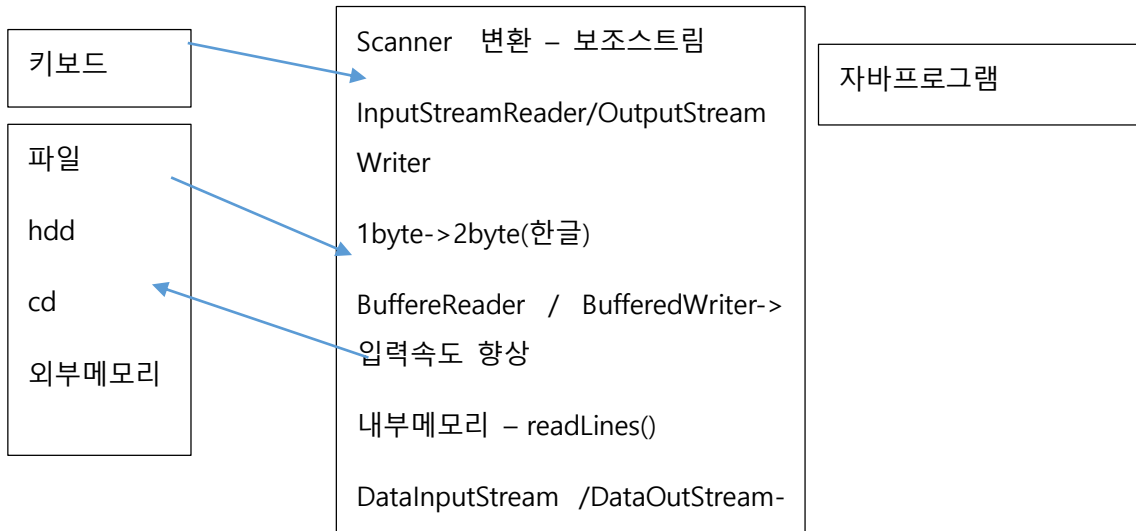 키보드
파일
hdd
cd
외부메모리
Scanner 변환 – 보조스트림
InputStreamReader/OutputStream
Writer
1byte->2byte(한글)
BuffereReader / BufferedWriter->
입력속도 향상
내부메모리 – readLines()
DataInputStream /DataOutStream-
자바프로그램